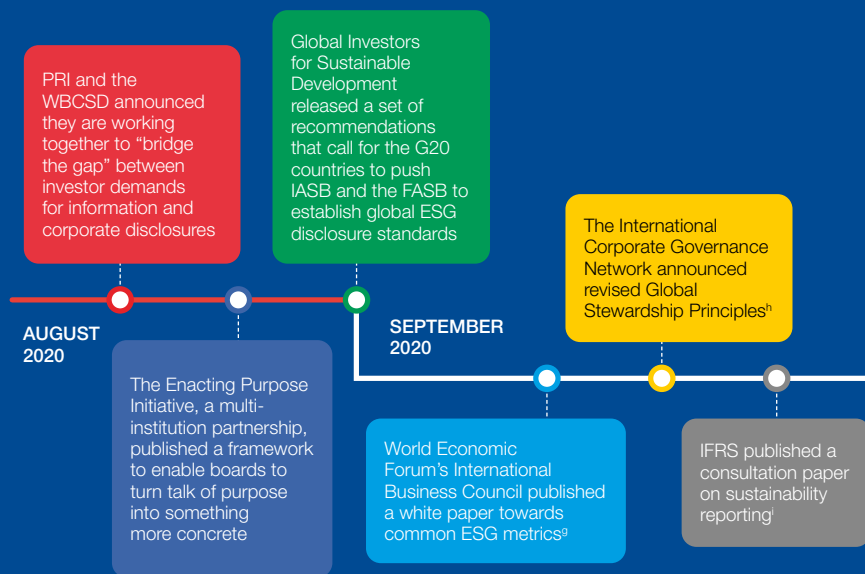 PRI and the
WBCSD announced
they are working
together to “bridge
the gap” between
investor demands
for information and
corporate disclosures
Global Investors
for Sustainable
Development
released a set of
recommendations
that call for the G20
countries to push
IASB and the FASB to
establish global ESG
disclosure standards
The International
Corporate Governance
Network announced
revised Global
Stewardship Principlesʰ
AUGUST
2020
SEPTEMBER
2020
The Enacting Purpose
Initiative, a multi-
institution partnership,
published a framework
to enable boards to
turn talk of purpose
into something
more concrete
World Economic
Forum’s International
Business Council published
a white paper towards
common ESG metricsᵍ
IFRS published a
consultation paper
on sustainability
reportingⁱ